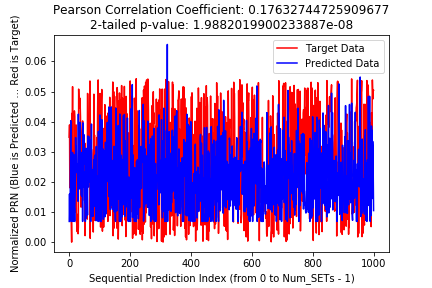 Pearson Correlation Coefficient: 0.17632744725909677
2-tailed p-value: 1.9882019900233887e-08
Target Data
Predicted Data
Normalized PRN (Blue is Predicted ... Red is Target)
0.06
0.05
0.04
0.03
0.02
0.01
0.00
0
200
400
600
800
1000
Sequential Prediction Index (from 0 to Num_SETs - 1)